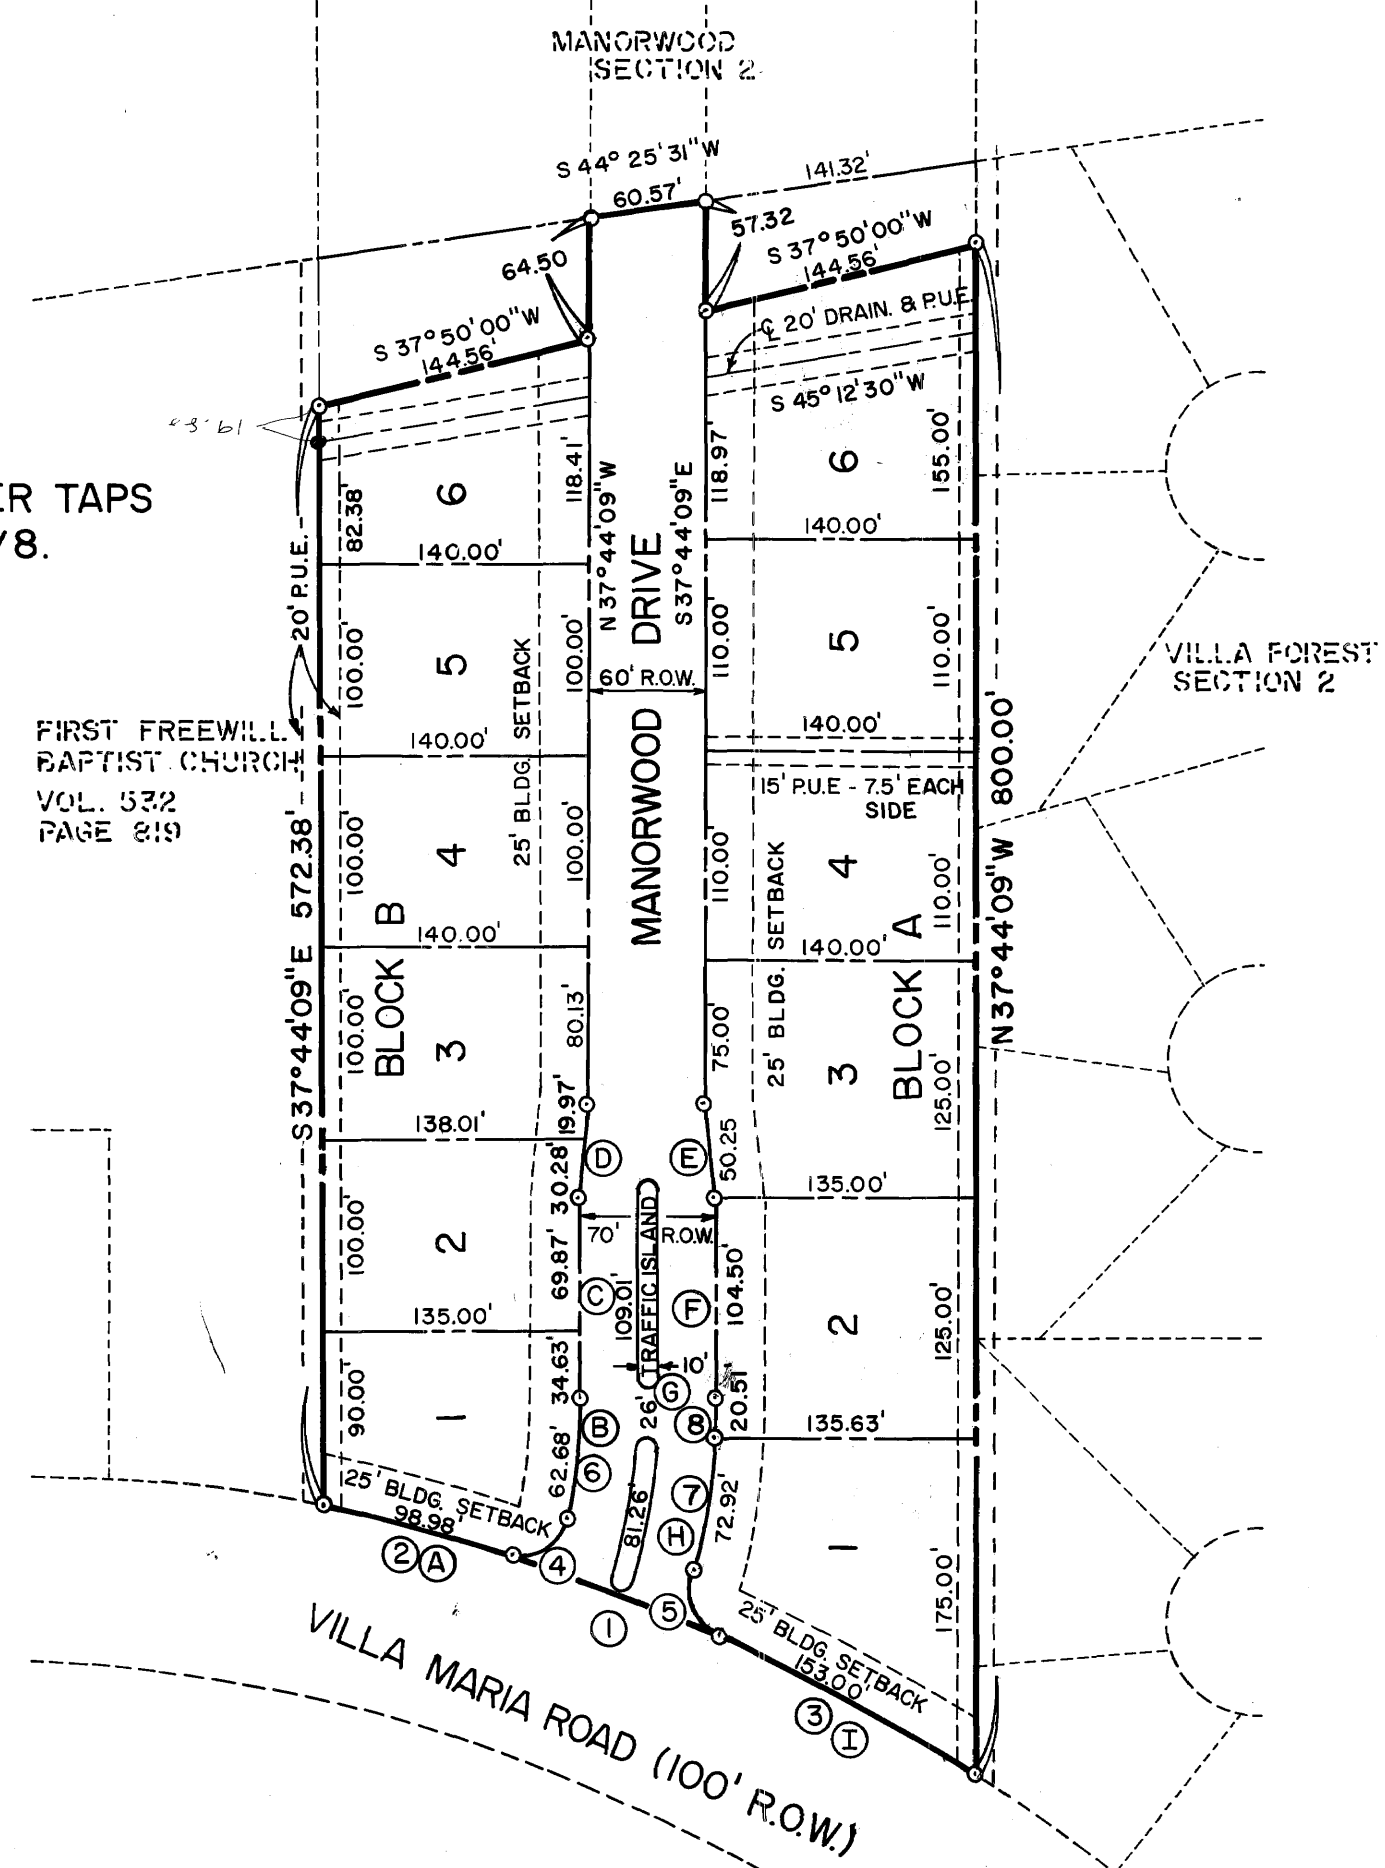 MANORWOOD
SECTION 2
S 44° 25' 31" W
60.57'
141.32'
57.32
S 37° 50' 00" W
144.56'
64.50
S 37° 50' 00" W
144.56'
℄ 20' DRAIN. & P.U.E.
S 45° 12' 30" W
ER TAPS
/8.
20' P.U.E.
82.38'
6
118.41'
N 37° 44' 09" W
S 37° 44' 09" E
118.97'
6
155.00'
140.00'
140.00'
100.00'
5
100.00'
60' R.O.W.
110.00'
5
110.00'
25' BLDG. SETBACK
MANORWOOD DRIVE
VILLA FOREST
SECTION 2
FIRST FREEWILL
BAPTIST CHURCH
VOL. 532
PAGE 819
140.00'
140.00'
15' P.U.E - 7.5' EACH
SIDE
S 37° 44' 09" E 572.38'
N 37° 44' 09" W 800.00'
100.00'
4
100.00'
110.00'
4
110.00'
25' BLDG. SETBACK
BLOCK B
BLOCK A
140.00'
140.00'
100.00'
3
80.13'
75.00'
3
125.00'
19.97'
138.01'
D
E
50.25
30.28'
135.00'
70' R.O.W.
100.00'
2
69.87'
C
109.01'
TRAFFIC ISLAND
F
104.50'
2
125.00'
135.00'
10'
34.63'
G
20.51'
90.00'
1
B
26'
8
135.63'
62.68'
6
7
72.92'
25' BLDG. SETBACK
98.98'
81.26'
H
1
175.00'
2
A
4
5
1
25' BLDG. SETBACK
153.00'
3
I
VILLA MARIA ROAD (100' R.O.W.)